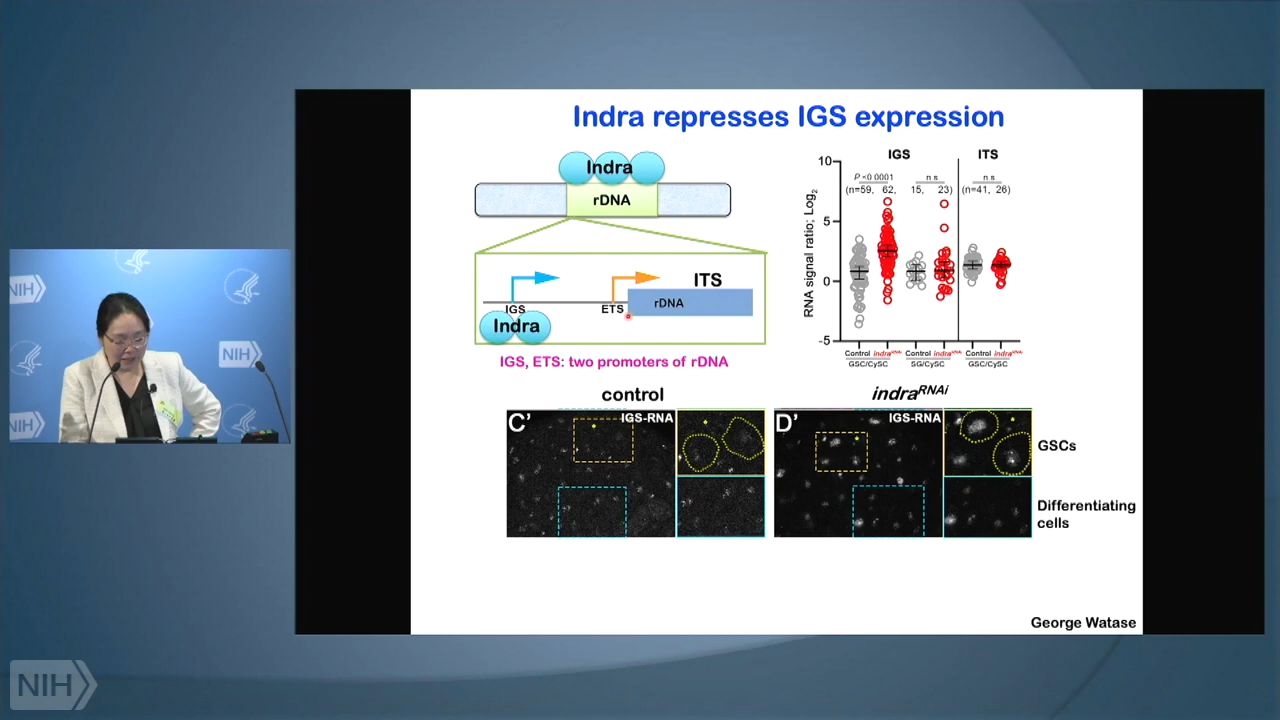 Indra represses IGS expression
Indra
rDNA
ITS
rDNA
IGS
ETS
Indra
IGS, ETS: two promoters of rDNA
IGS
ITS
P <0.0001
n s
n s
(n=59, 62,
15, 23)
(n=41, 26)
10
5
0
-5
RNA signal ratio; Log2
Control indraRNAi
Control indraRNAi
Control indraRNAi
GSC/CySC
SG/CySC
GSC/CySC
control
indraRNAi
C’
IGS-RNA
D’
IGS-RNA
GSCs
Differentiating
cells
George Watase
NIH
NIH
NIH
NIH